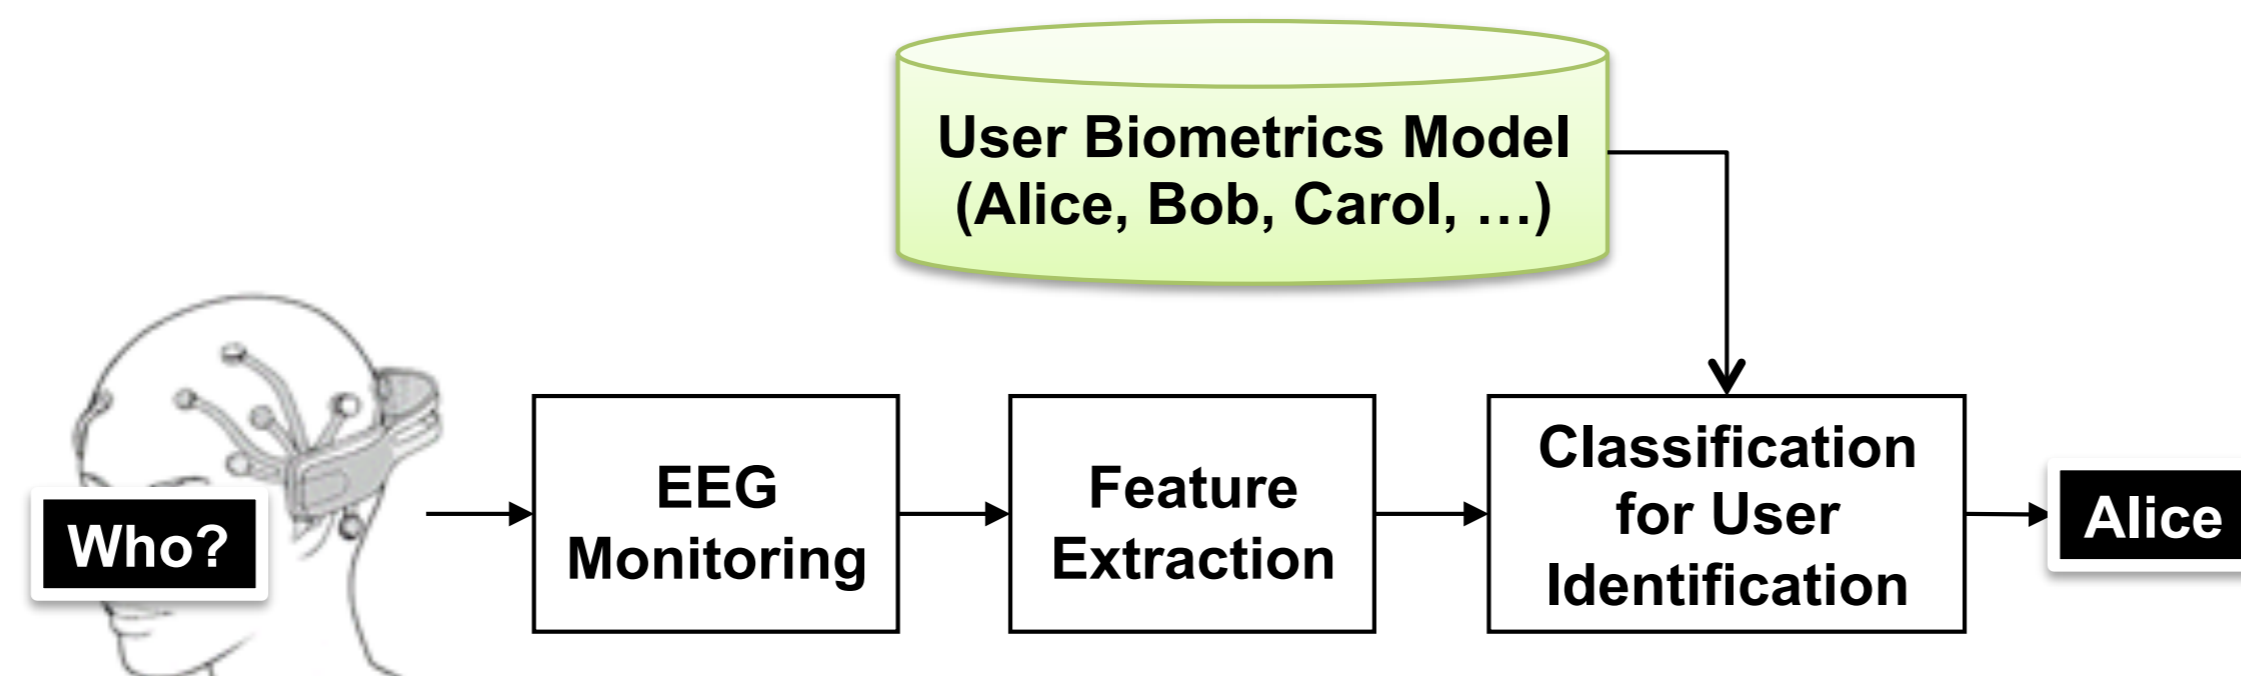 User Biometrics Model
(Alice, Bob, Carol, …)
Who?
EEG
Monitoring
Feature
Extraction
Classification
for User
Identification
Alice